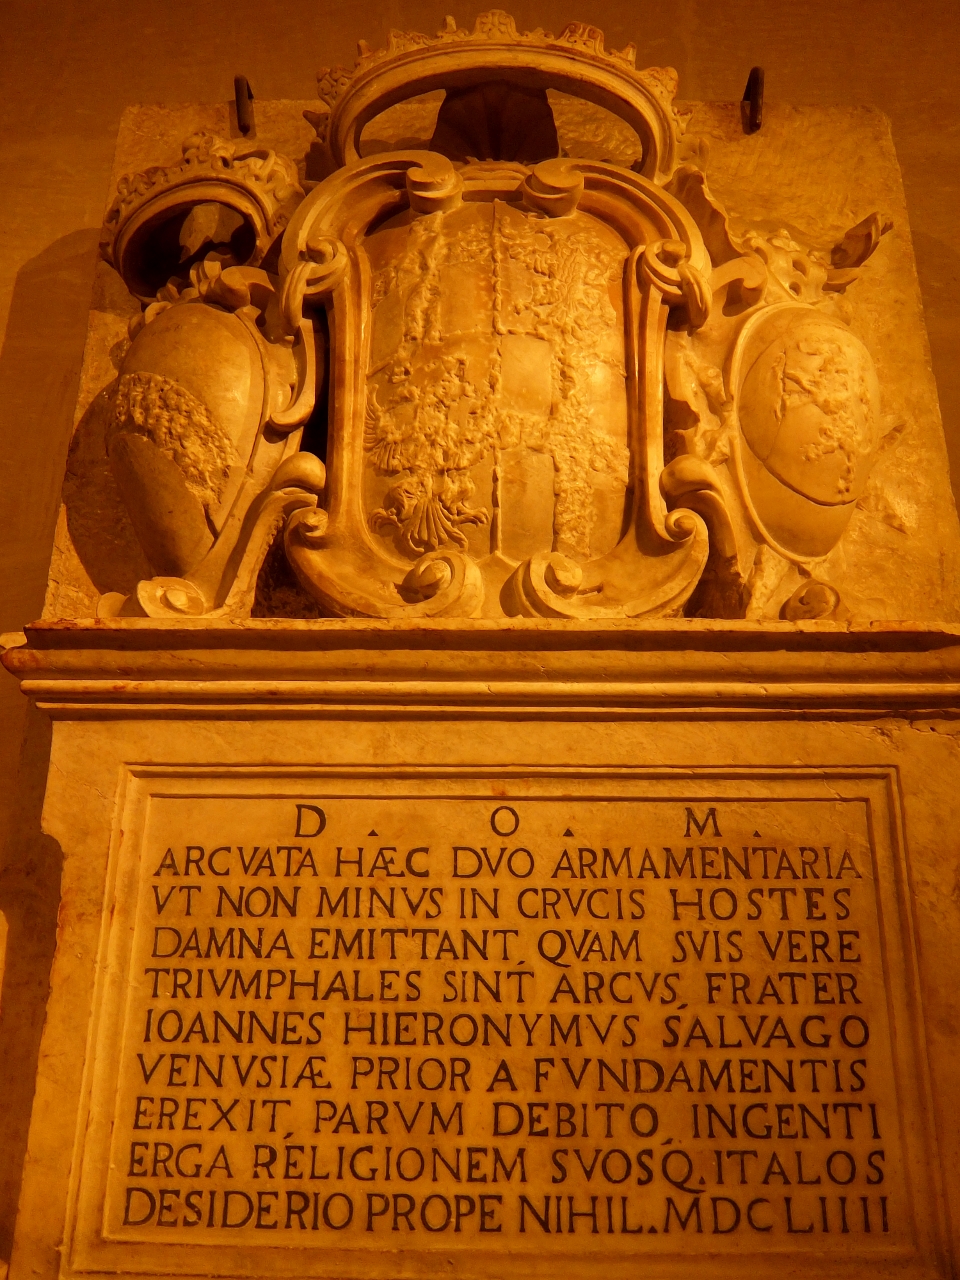 D . O . M .
ARCVATA HÆC DVO ARMAMENTARIA
VT NON MINVS IN CRVCIS HOSTES
DAMNA EMITTANT, QVAM SVIS VERE
TRIVMPHALES SINT ARCVS, FRATER
IOANNES HIERONYMVS SALVAGO
VENVSIÆ PRIOR A FVNDAMENTIS
EREXIT, PARVM DEBITO, INGENTI
ERGA RELIGIONEM SVOSQ. ITALOS
DESIDERIO PROPE NIHIL. MDCLIIII